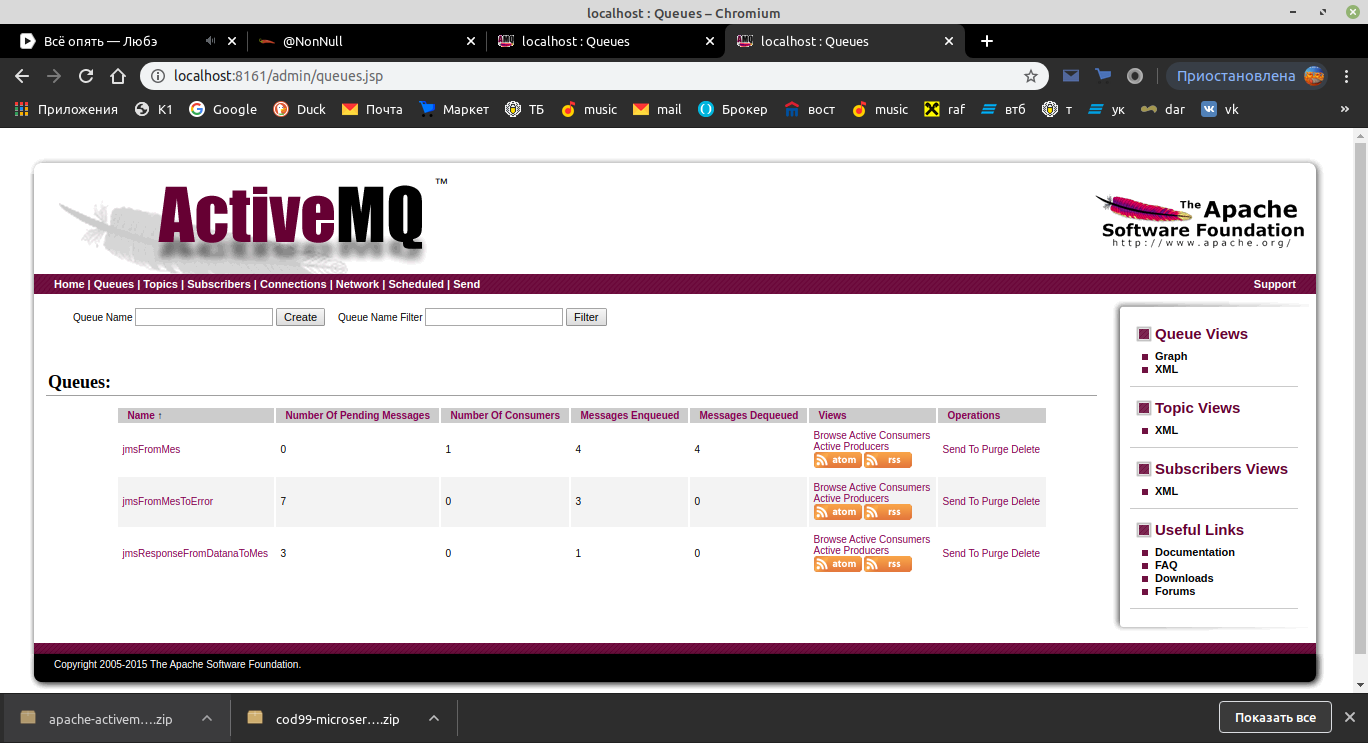 localhost : Queues – Chromium
Всё опять — Любэ
@NonNull
localhost : Queues
localhost : Queues
localhost:8161/admin/queues.jsp
Приостановлена
Приложения K1 Google Duck Почта Маркет ТБ music mail Брокер вост music raf втб т ук dar vk »
ActiveMQ ™
The Apache
Software Foundation
http://www.apache.org/
Home | Queues | Topics | Subscribers | Connections | Network | Scheduled | Send
Support
Queue Name Create Queue Name Filter Filter
Queues:
Name ↑ Number Of Pending Messages Number Of Consumers Messages Enqueued Messages Dequeued Views Operations
jmsFromMes 0 1 4 4 Browse Active Consumers
Active Producers
atom rss
Send To Purge Delete
jmsFromMesToError 7 0 3 0 Browse Active Consumers
Active Producers
atom rss
Send To Purge Delete
jmsResponseFromDatanaToMes 3 0 1 0 Browse Active Consumers
Active Producers
atom rss
Send To Purge Delete
Queue Views
Graph
XML
Topic Views
XML
Subscribers Views
XML
Useful Links
Documentation
FAQ
Downloads
Forums
Copyright 2005-2015 The Apache Software Foundation.
apache-activem….zip
cod99-microser….zip
Показать все